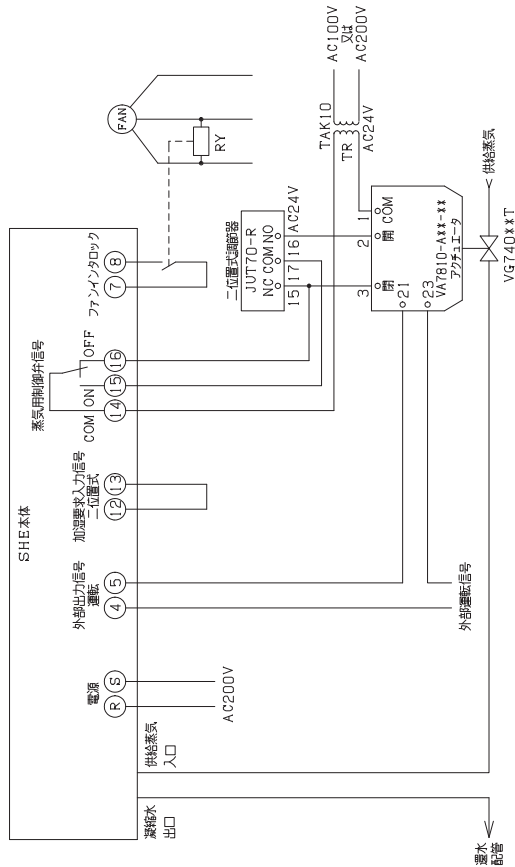 SHE本体
凝縮水
出口
供給蒸気
入口
電源
R S
外部出力信号
運転
4 5
加湿要求入力信号
二位置式
12 13
蒸気用制御弁信号
COM ON OFF
14 15 16
ファンインタロック
7 8
FAN
RY
AC200V
二位置式調節器
JUT70-R
NC COM NO
15 17 16 AC24V
TAK10
TR
AC24V
AC100V
又は
AC200V
3 2 1
閉 開 COM
21
23
VA7810-A**-**
アクチュエータ
VG740**T
供給蒸気
外部運転信号
還水
配管